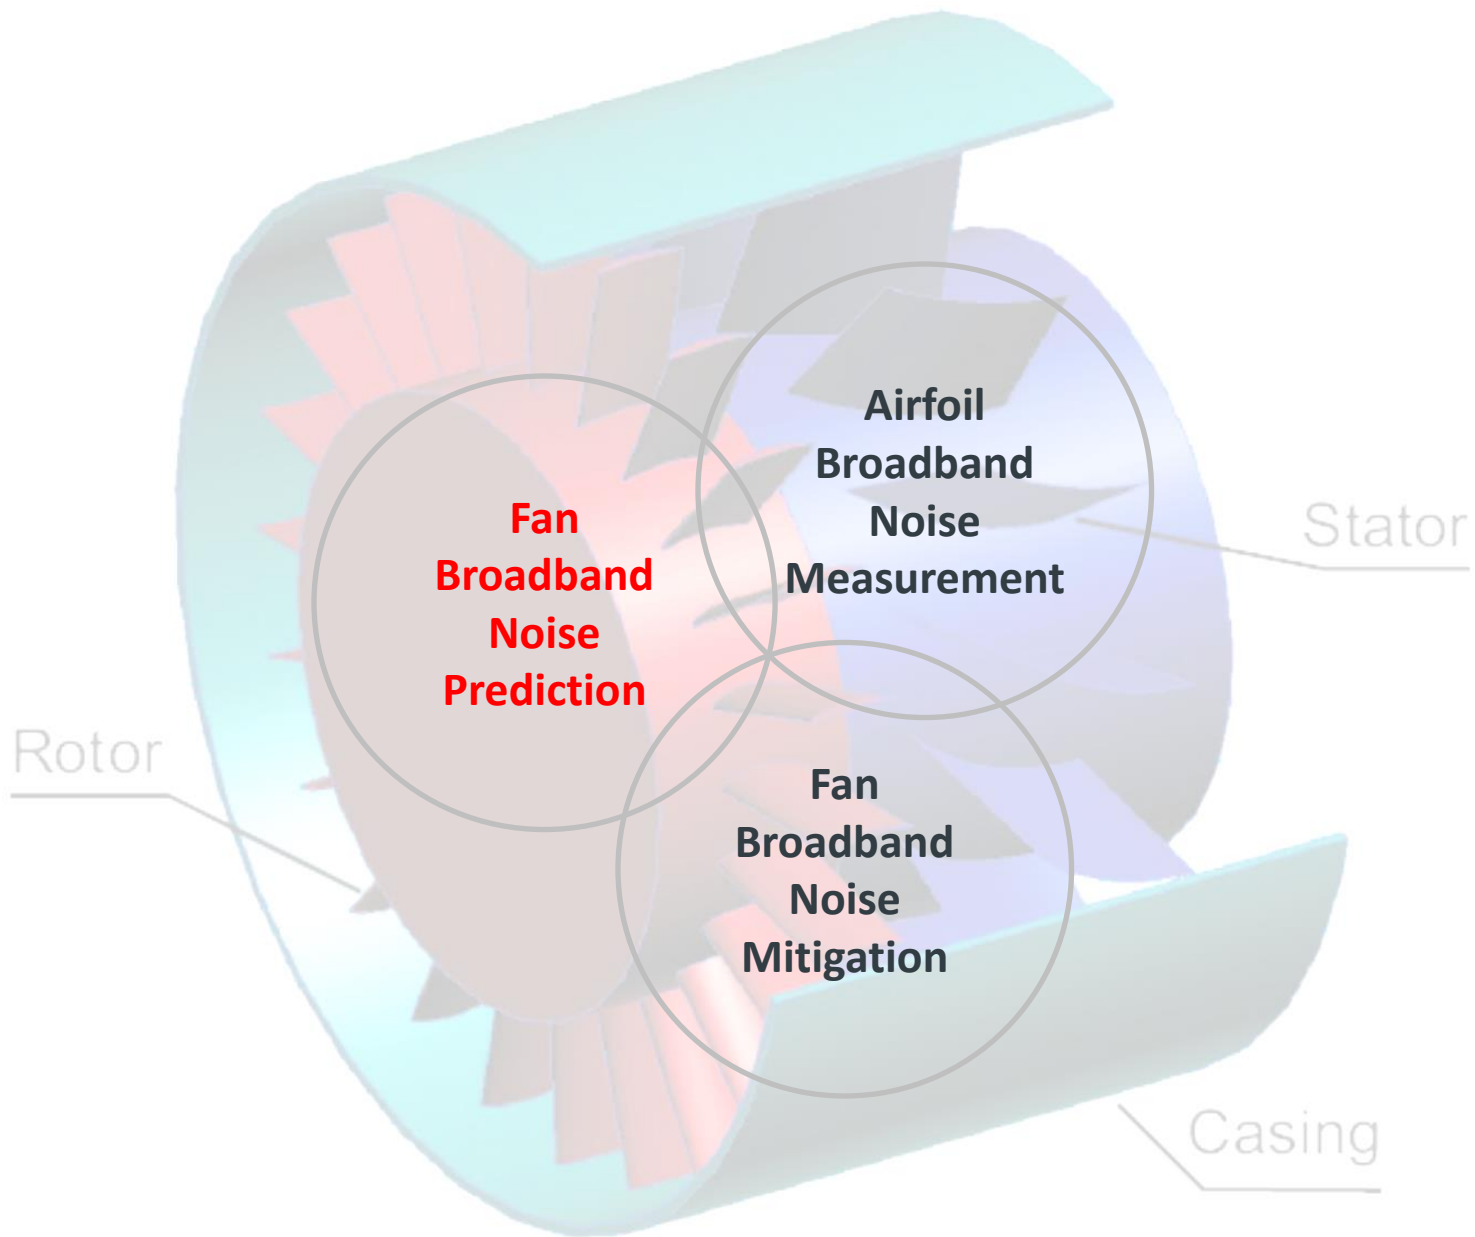 Airfoil
Broadband
Noise
Measurement
Fan
Broadband
Noise
Prediction
Stator
Rotor
Fan
Broadband
Noise
Mitigation
Casing